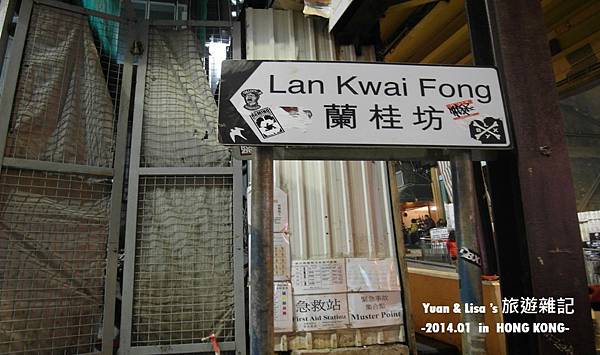 Lan Kwai Fong
蘭桂坊
急救站
First Aid Station
緊急事故
集合點
Muster Point
Yuan & Lisa 's 旅遊雜記
-2014.01 in HONG KONG-